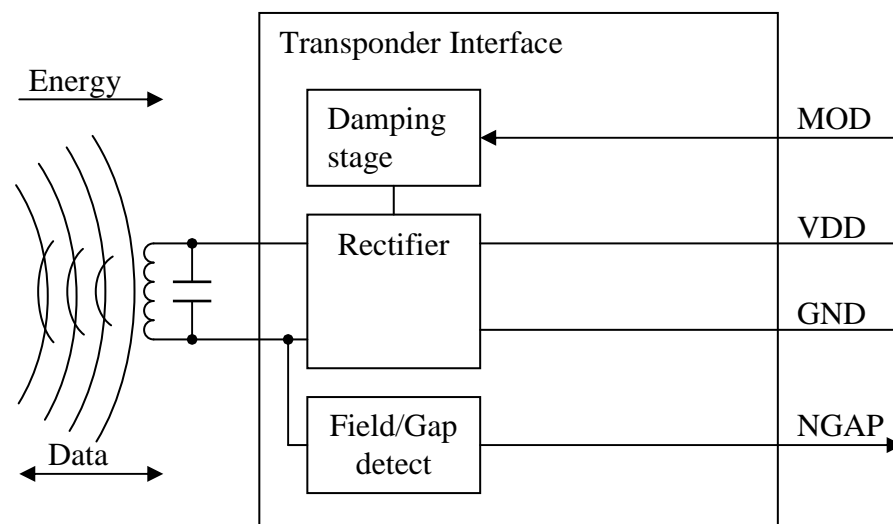 Transponder Interface
Energy
Damping
stage
MOD
Rectifier
VDD
GND
Field/Gap
detect
NGAP
Data